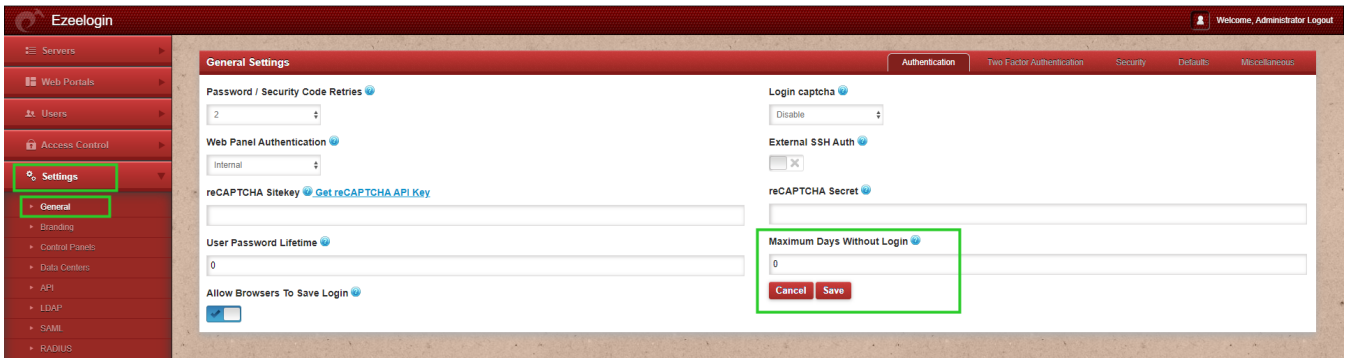 Ezeelogin
Welcome, Administrator Logout
Servers
Web Portals
Users
Access Control
Settings
General
Branding
Control Panels
Data Centers
API
LDAP
SAML
RADIUS
General Settings
Authentication
Two Factor Authentication
Security
Defaults
Miscellaneous
Password / Security Code Retries
2
Login captcha
Disable
Web Panel Authentication
Internal
External SSH Auth
reCAPTCHA Sitekey Get reCAPTCHA API Key
reCAPTCHA Secret
User Password Lifetime
0
Maximum Days Without Login
0
Allow Browsers To Save Login
Cancel Save